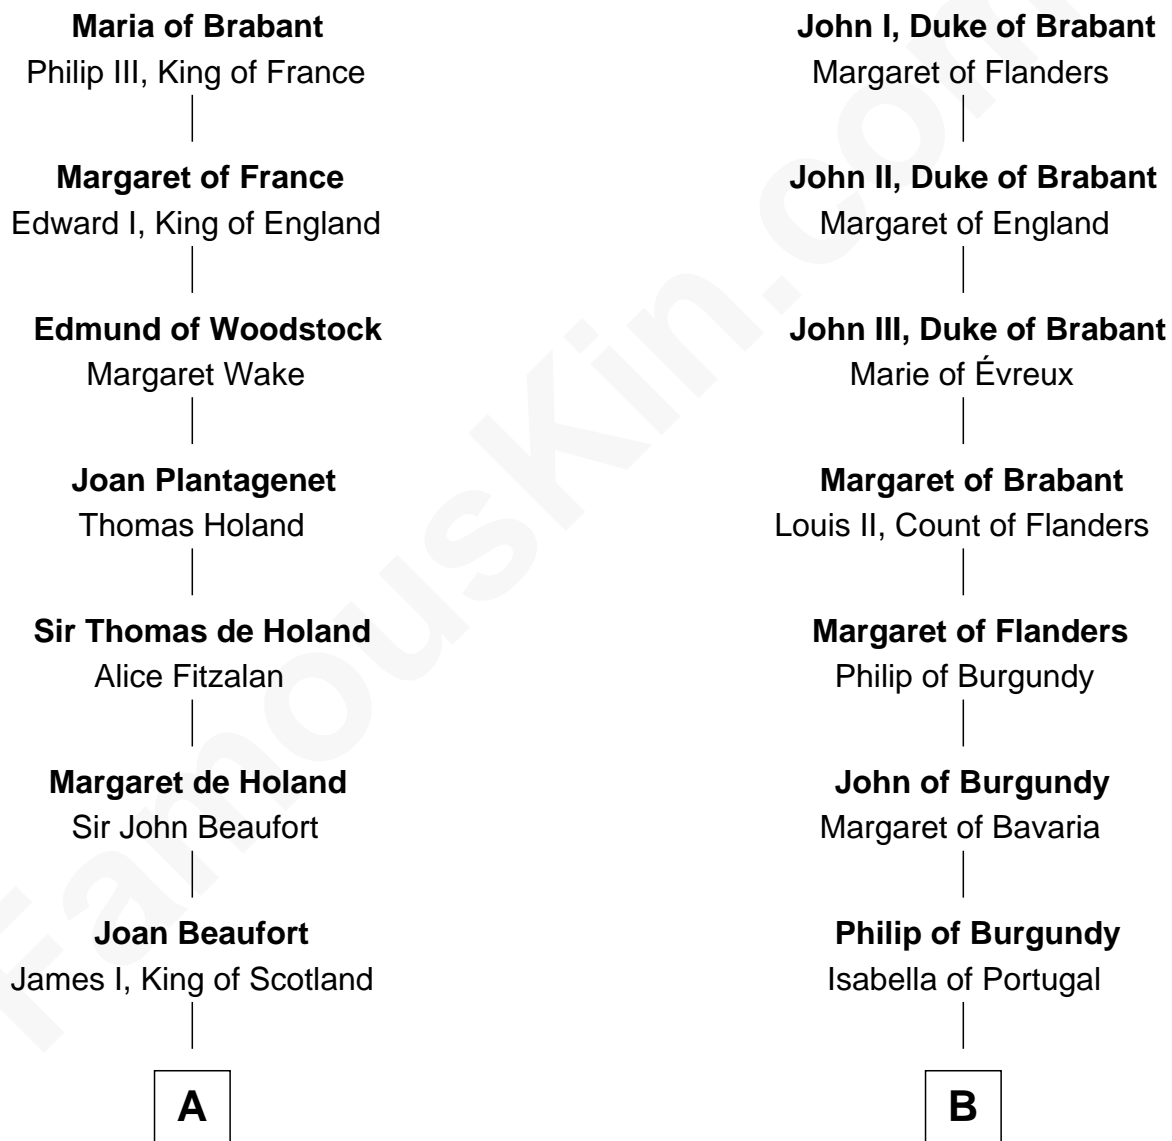 Maria of Brabant
Philip III, King of France
Margaret of France
Edward I, King of England
Edmund of Woodstock
Margaret Wake
Joan Plantagenet
Thomas Holand
Sir Thomas de Holand
Alice Fitzalan
Margaret de Holand
Sir John Beaufort
Joan Beaufort
James I, King of Scotland
A
John I, Duke of Brabant
Margaret of Flanders
John II, Duke of Brabant
Margaret of England
John III, Duke of Brabant
Marie of Évreux
Margaret of Brabant
Louis II, Count of Flanders
Margaret of Flanders
Philip of Burgundy
John of Burgundy
Margaret of Bavaria
Philip of Burgundy
Isabella of Portugal
B
FamousKin.com